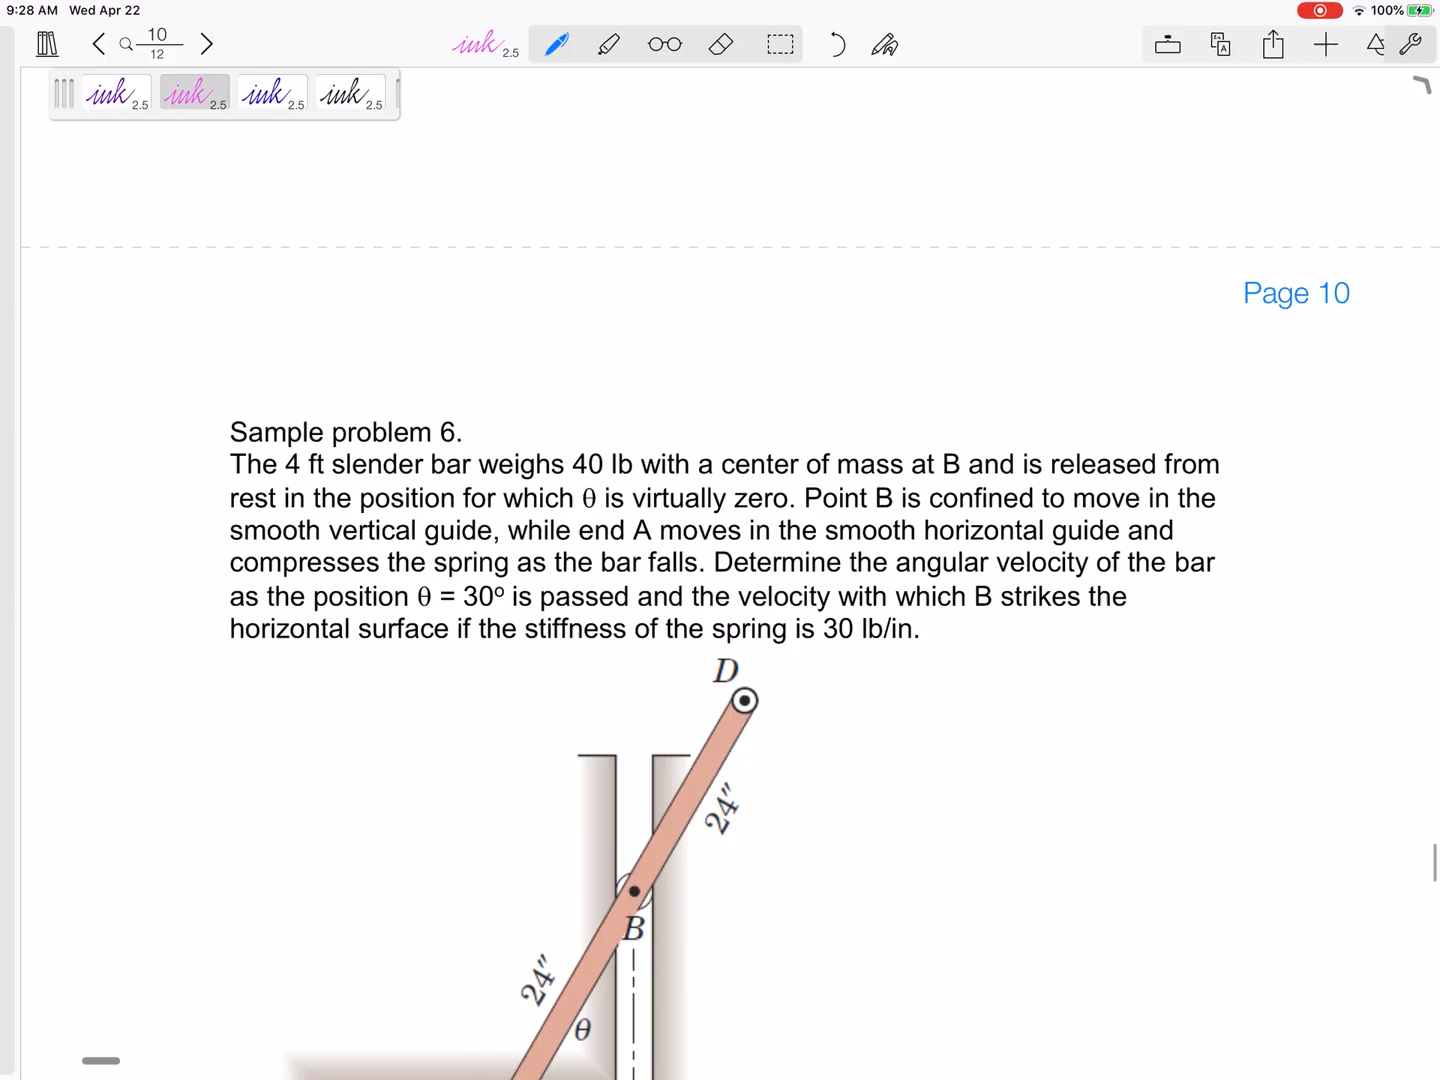 9:28 AM Wed Apr 22
100%
10
12
ink 2.5
ink 2.5
ink 2.5
ink 2.5
ink 2.5
Page 10
Sample problem 6.
The 4 ft slender bar weighs 40 lb with a center of mass at B and is released from
rest in the position for which θ is virtually zero. Point B is confined to move in the
smooth vertical guide, while end A moves in the smooth horizontal guide and
compresses the spring as the bar falls. Determine the angular velocity of the bar
as the position θ = 30º is passed and the velocity with which B strikes the
horizontal surface if the stiffness of the spring is 30 lb/in.
D
24″
B
24″
θ